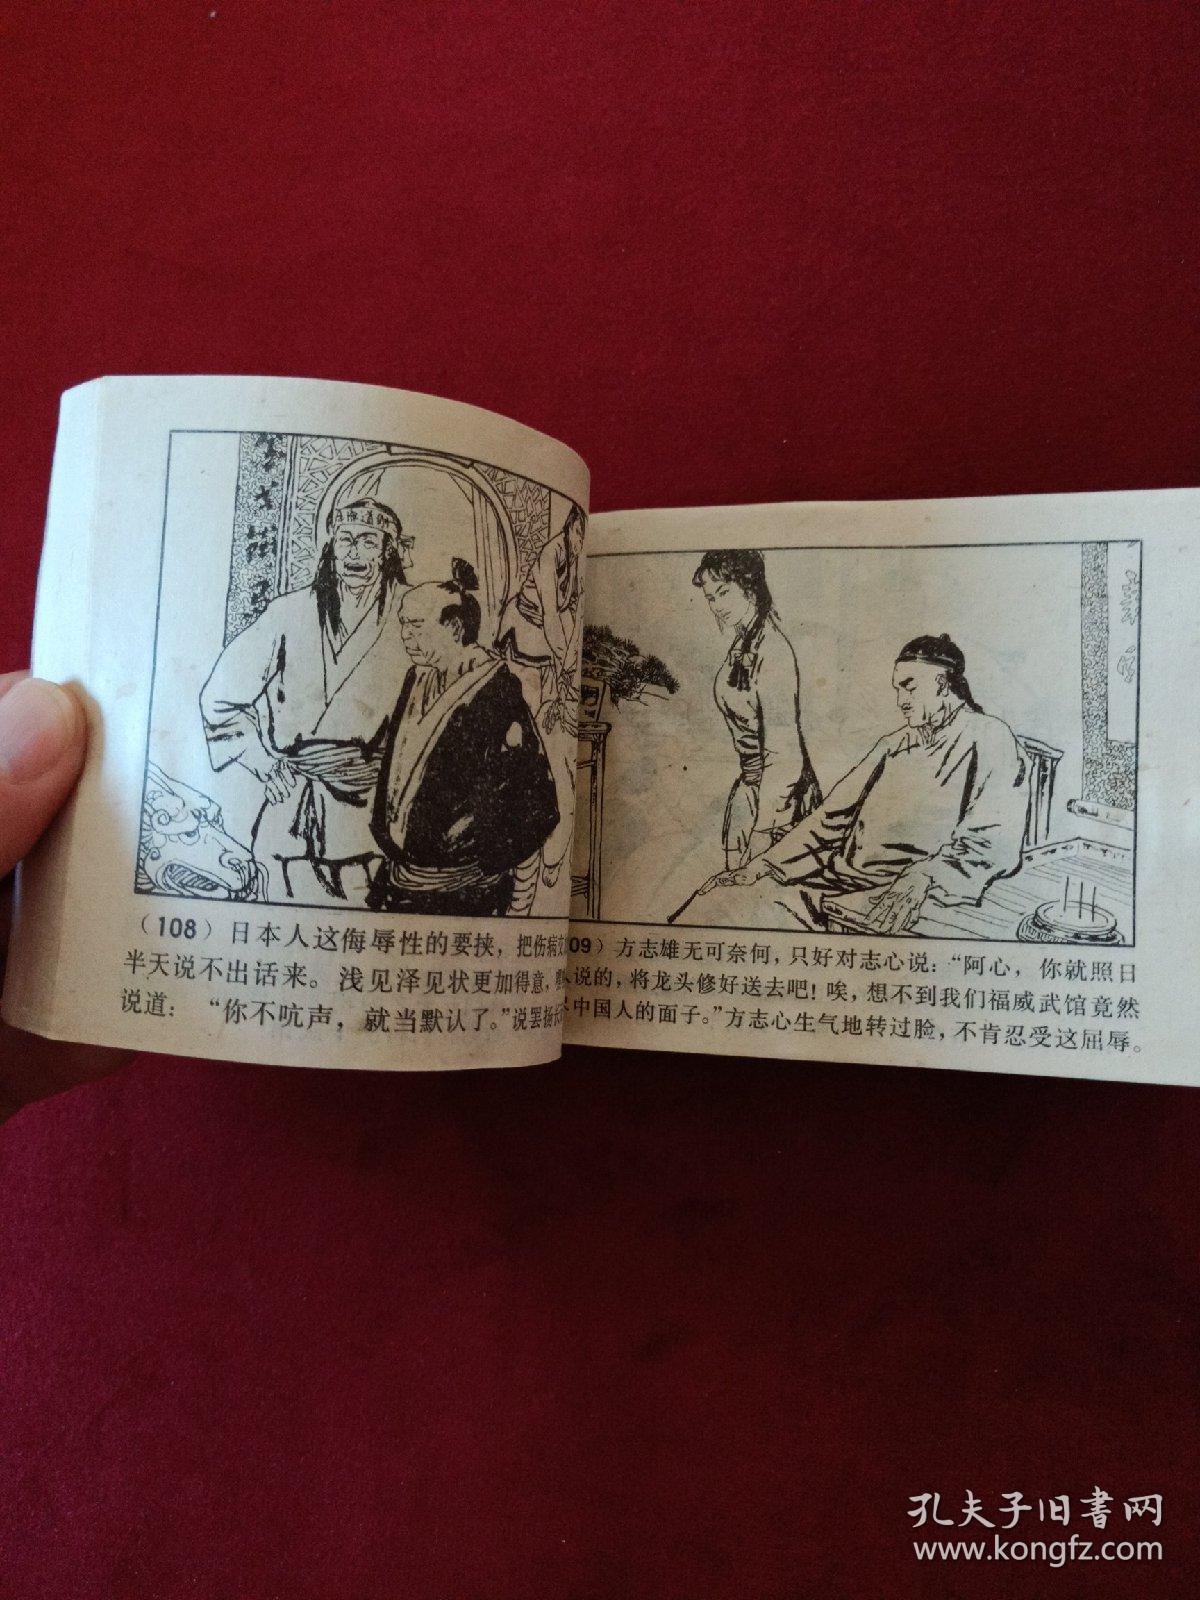 （108）日本人这侮辱性的要挟，把伤病
半天说不出话来。浅见泽见状更加得意，
说道：“你不吭声，就当默认了。”说罢扬长
09）方志雄无可奈何，只好对志心说：“阿心，你就照日
人说的，将龙头修好送去吧！唉，想不到我们福威武馆竟然
中国人的面子。”方志心生气地转过脸，不肯忍受这屈辱。
孔夫子旧书网
www.kongfz.com